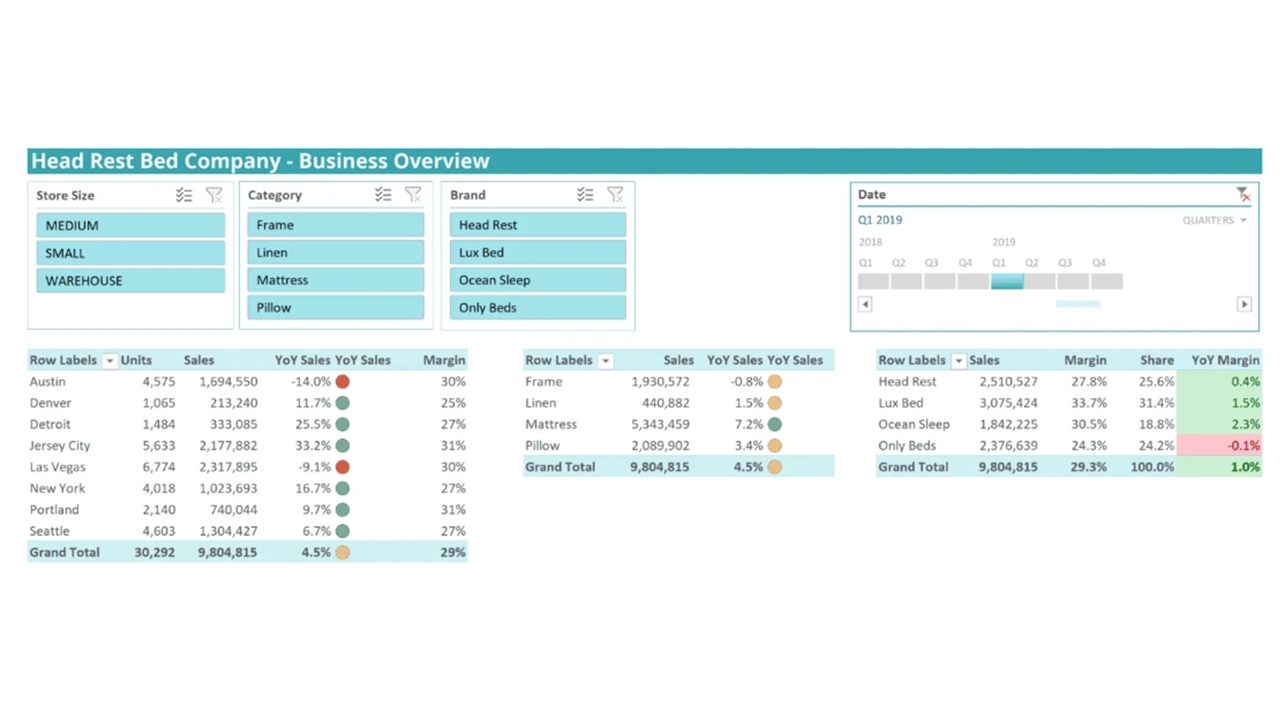 Head Rest Bed Company - Business Overview
Store Size
MEDIUM
SMALL
WAREHOUSE
Category
Frame
Linen
Mattress
Pillow
Brand
Head Rest
Lux Bed
Ocean Sleep
Only Beds
Date
Q1 2019 QUARTERS
2018 2019
Q1 Q2 Q3 Q4 Q1 Q2 Q3 Q4
Row Labels Units Sales YoY Sales YoY Sales Margin
Austin 4,575 1,694,550 -14.0% 30%
Denver 1,065 213,240 11.7% 25%
Detroit 1,484 333,085 25.5% 27%
Jersey City 5,633 2,177,882 33.2% 31%
Las Vegas 6,774 2,317,895 -9.1% 30%
New York 4,018 1,023,693 16.7% 27%
Portland 2,140 740,044 9.7% 31%
Seattle 4,603 1,304,427 6.7% 27%
Grand Total 30,292 9,804,815 4.5% 29%
Row Labels Sales YoY Sales YoY Sales
Frame 1,930,572 -0.8%
Linen 440,882 1.5%
Mattress 5,343,459 7.2%
Pillow 2,089,902 3.4%
Grand Total 9,804,815 4.5%
Row Labels Sales Margin Share YoY Margin
Head Rest 2,510,527 27.8% 25.6% 0.4%
Lux Bed 3,075,424 33.7% 31.4% 1.5%
Ocean Sleep 1,842,225 30.5% 18.8% 2.3%
Only Beds 2,376,639 24.3% 24.2% -0.1%
Grand Total 9,804,815 29.3% 100.0% 1.0%